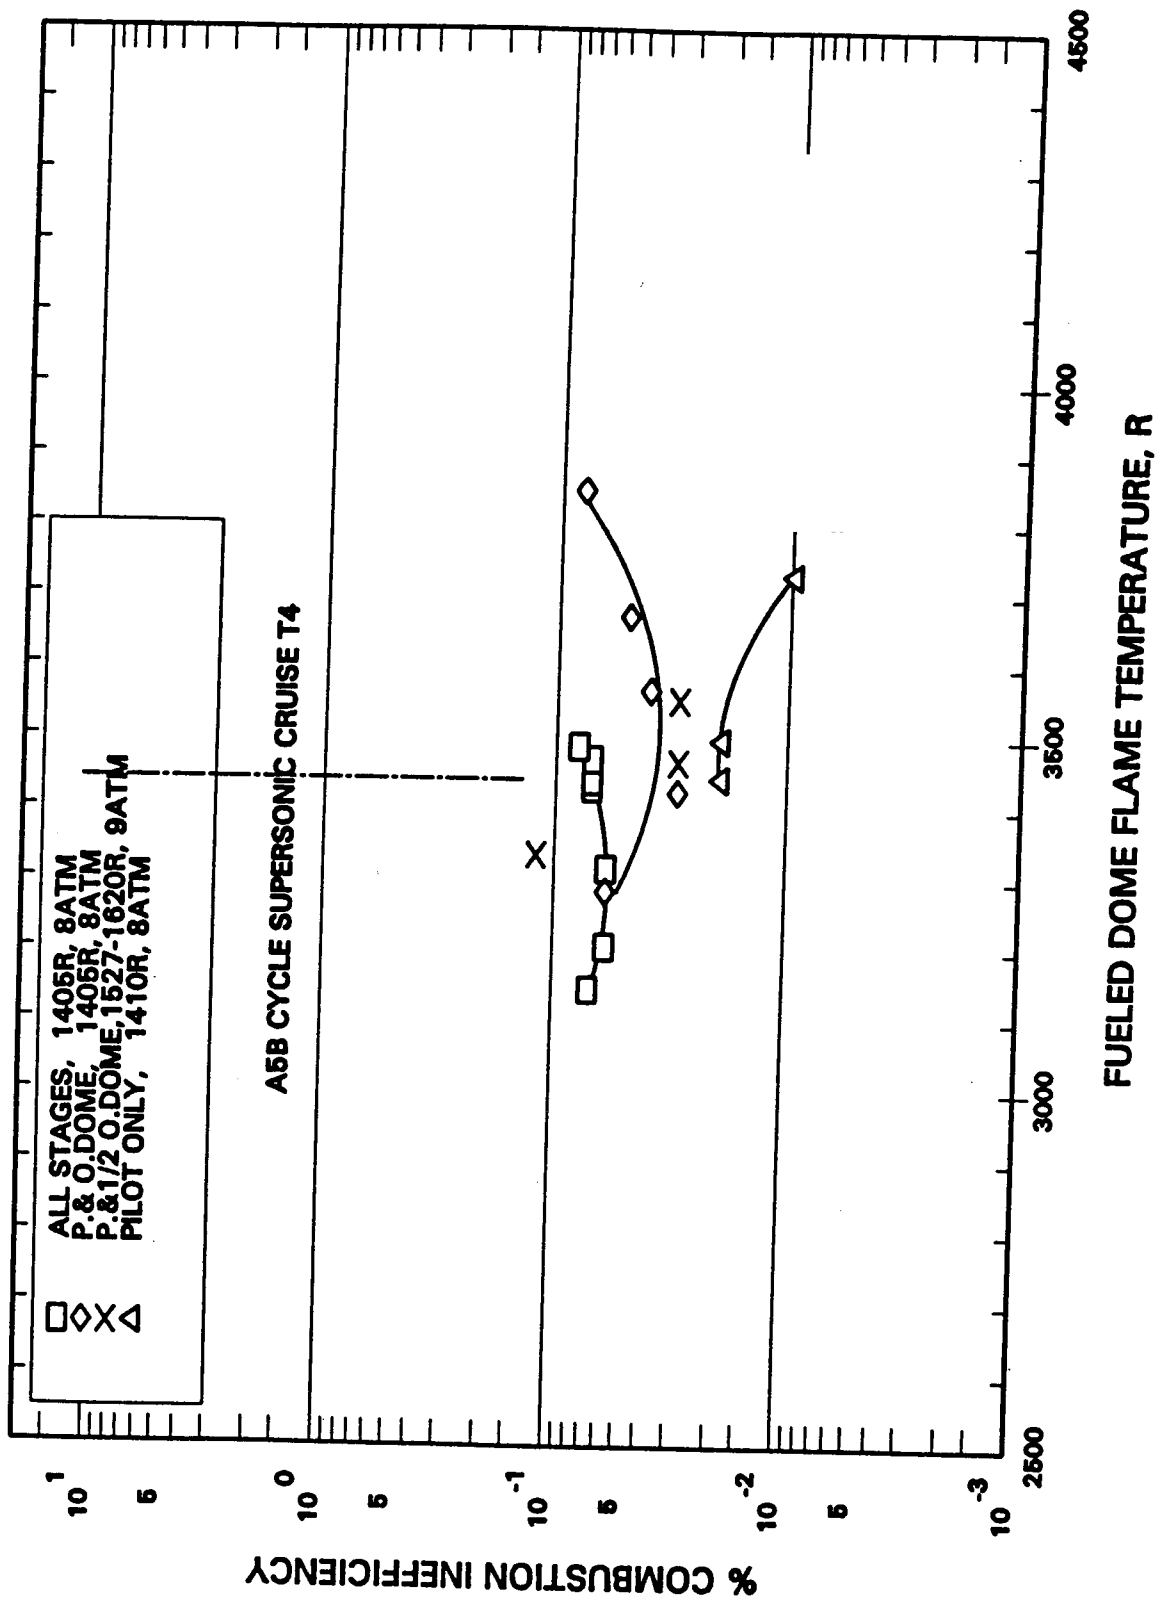 ALL STAGES, 1405R, 8ATM
P.& O.DOME, 1405R, 8ATM
P.&1/2 O.DOME,1527-1620R, 9ATM
PILOT ONLY, 1410R, 8ATM
A5B CYCLE SUPERSONIC CRUISE T4
% COMBUSTION INEFFICIENCY
10 1
5
10 0
5
10 -1
5
10 -2
5
10 -3
2500
3000
3500
4000
4500
FUELED DOME FLAME TEMPERATURE, R